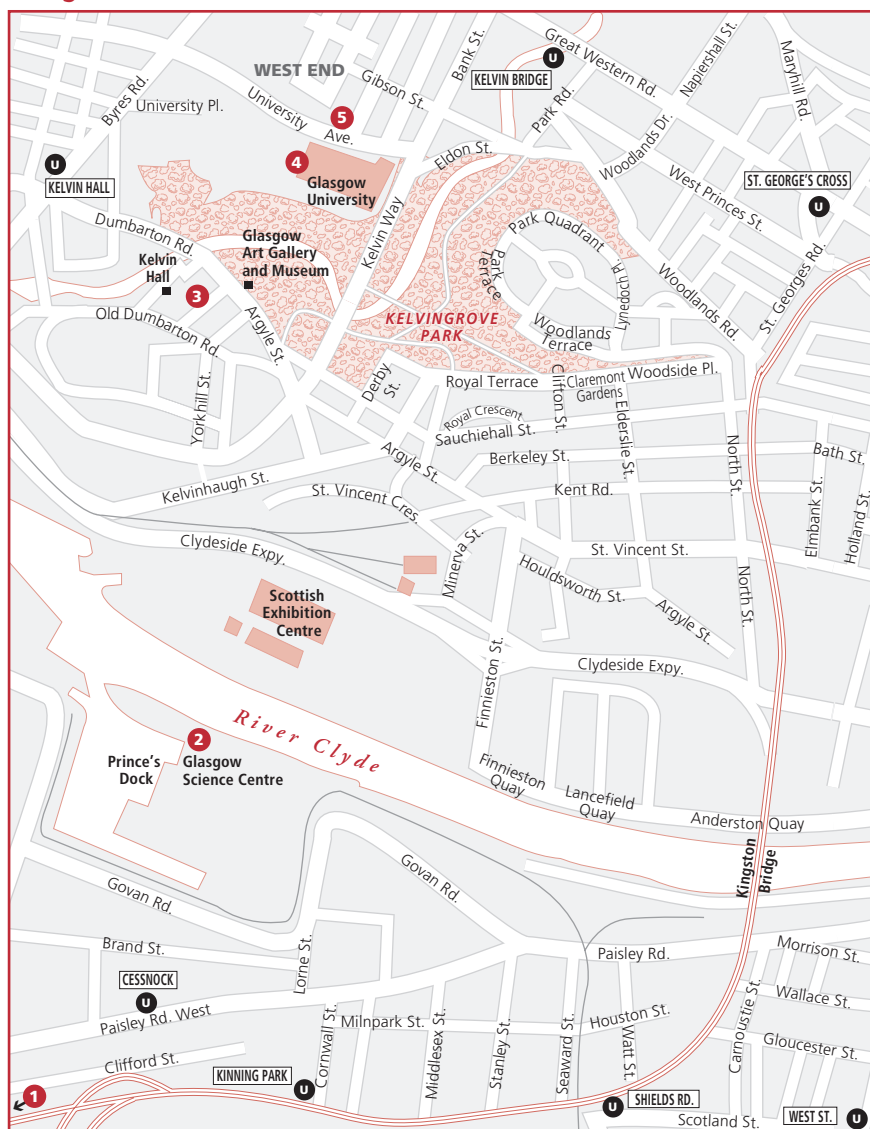 Bank St.
Great Western Rd.
Napiershall St.
Maryhill Rd.
WEST END
Gibson St.
U
KELVIN BRIDGE
Byres Rd.
University Pl.
University Ave.
5
Park Rd.
Woodlands Dr.
U
KELVIN HALL
4
Glasgow
University
Eldon St.
West Princes St.
ST. GEORGE'S CROSS
U
Dumbarton Rd.
Kelvin
Hall
Glasgow
Art Gallery
and Museum
Kelvin Way
Park Quadrant
Park
Terrace
Lynedoch Pl.
Woodlands Rd.
St. Georges Rd.
3
Old Dumbarton Rd.
Argyle St.
KELVINGROVE
PARK
Woodlands
Terrace
Yorkhill St.
Derby
St.
Royal Terrace
Clifton St.
Claremont
Gardens
Woodside Pl.
Royal Crescent
Sauchiehall St.
Elderslie St.
North St.
Bath St.
Argyle St.
Berkeley St.
Kelvinhaugh St.
St. Vincent Cres.
Kent Rd.
Elmbank St.
Holland St.
Clydeside Expy.
Minerva St.
St. Vincent St.
Houldsworth St.
Argyle St.
North St.
Scottish
Exhibition
Centre
Finnieston St.
Clydeside Expy.
River Clyde
2
Prince's
Dock
Glasgow
Science Centre
Finnieston
Quay
Lancefield
Quay
Anderston Quay
Kingston
Bridge
Govan Rd.
Govan Rd.
Brand St.
Lorne St.
Paisley Rd.
Morrison St.
CESSNOCK
U
Paisley Rd. West
Milnpark St.
Houston St.
Carnoustie St.
Wallace St.
Clifford St.
Cornwall St.
Middlesex St.
Stanley St.
Seaward St.
Watt St.
Gloucester St.
KINNING PARK
U
1
SHIELDS RD.
U
Scotland St.
WEST ST.
U